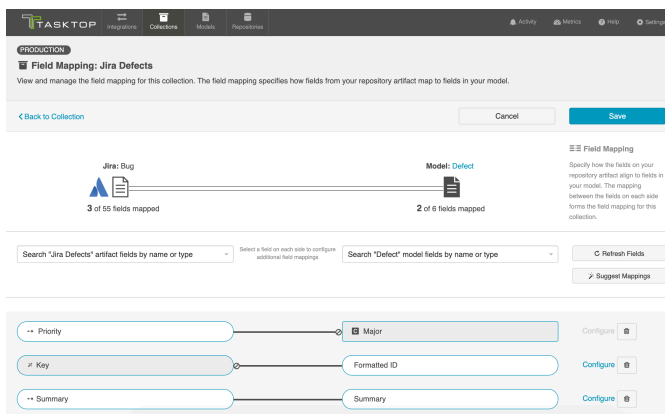 TASKTOP
Integrations
Collections
Models
Repositories
Activity
Metrics
Help
Settings
PRODUCTION
Field Mapping: Jira Defects
View and manage the field mapping for this collection. The field mapping specifies how fields from your repository artifact map to fields in your model.
Back to Collection
Cancel
Save
Jira: Bug
3 of 55 fields mapped
Model: Defect
2 of 6 fields mapped
Field Mapping
Specify how the fields on your
repository artifact align to fields in
your model. The mapping
between the fields on each side
forms the field mapping for this
collection.
Search "Jira Defects" artifact fields by name or type
Select a field on each side to configure
additional field mappings
Search "Defect" model fields by name or type
Refresh Fields
Suggest Mappings
Priority
C Major
Configure
Key
Formatted ID
Configure
Summary
Summary
Configure